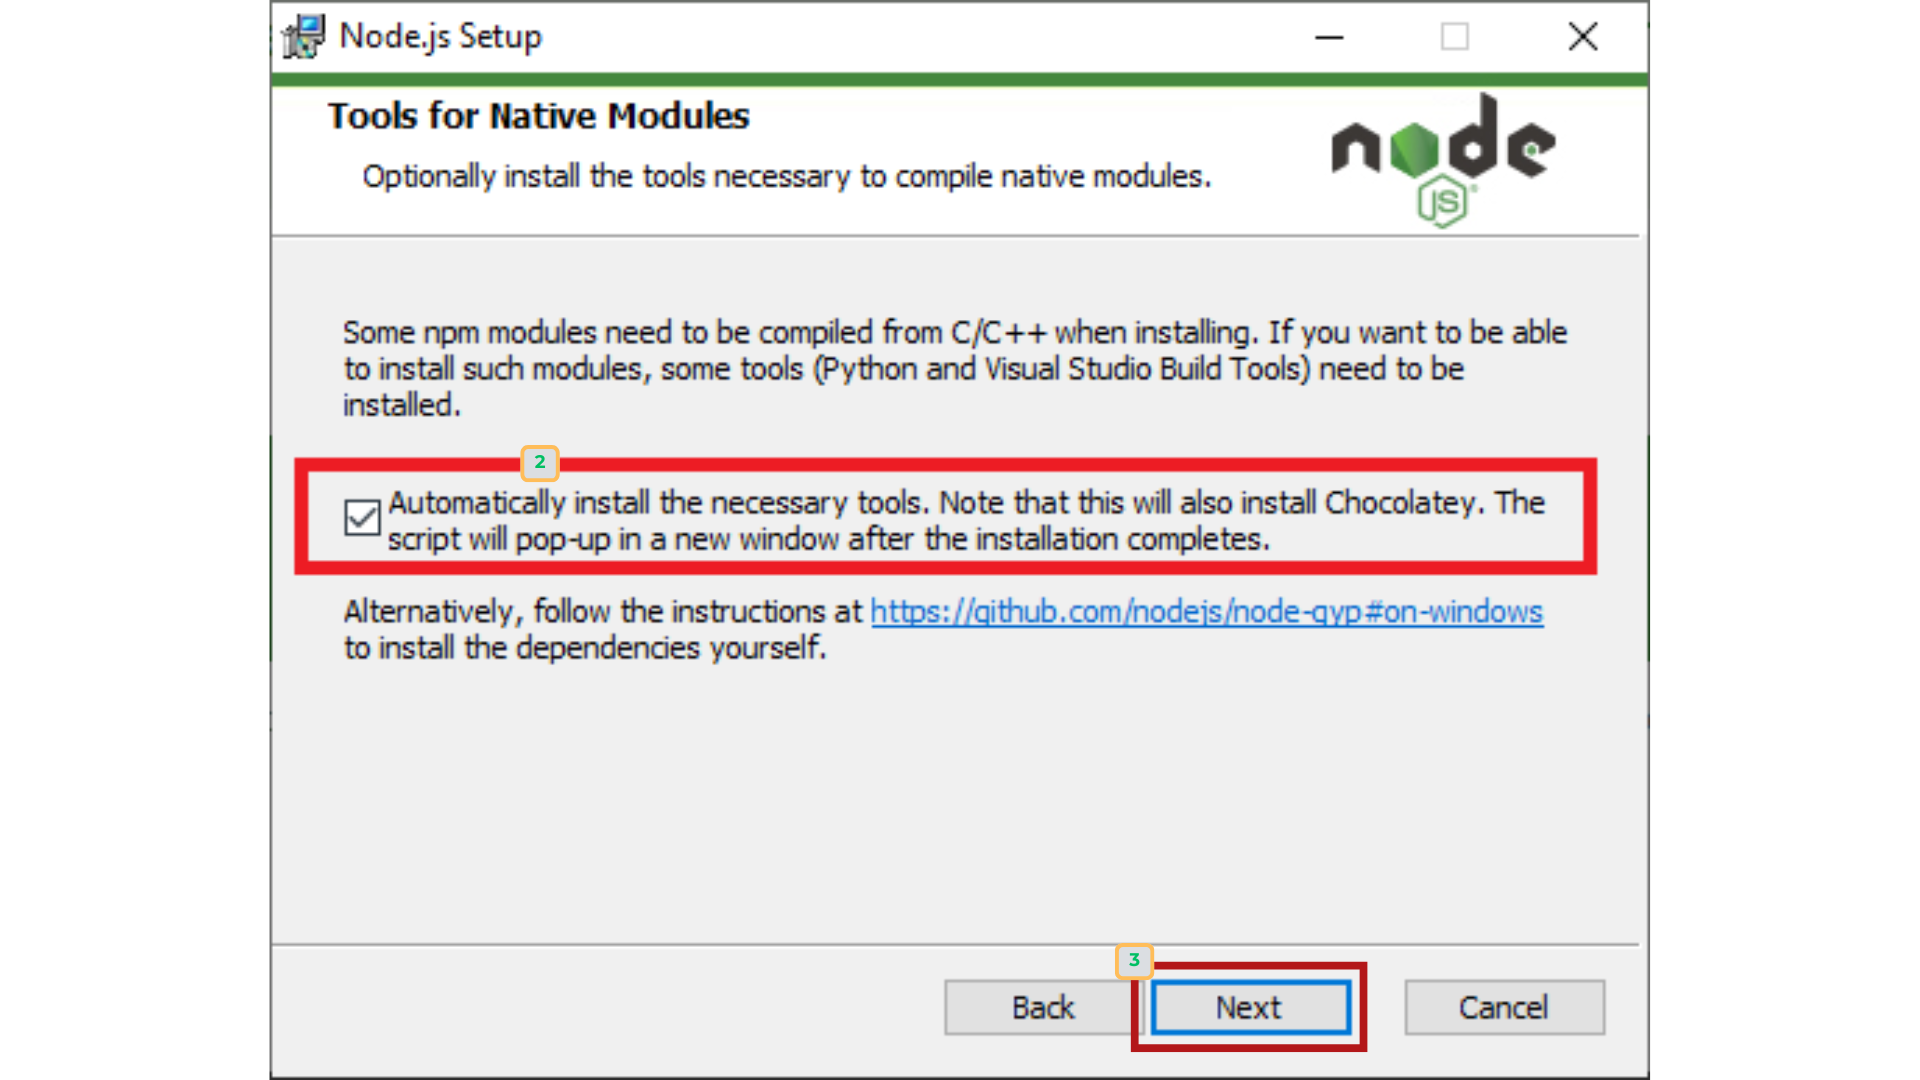 Node.js Setup
Tools for Native Modules
Optionally install the tools necessary to compile native modules.
node
JS
Some npm modules need to be compiled from C/C++ when installing. If you want to be able
to install such modules, some tools (Python and Visual Studio Build Tools) need to be
installed.
2
Automatically install the necessary tools. Note that this will also install Chocolatey. The
script will pop-up in a new window after the installation completes.
Alternatively, follow the instructions at https://github.com/nodejs/node-gyp#on-windows
to install the dependencies yourself.
3
Back Next Cancel